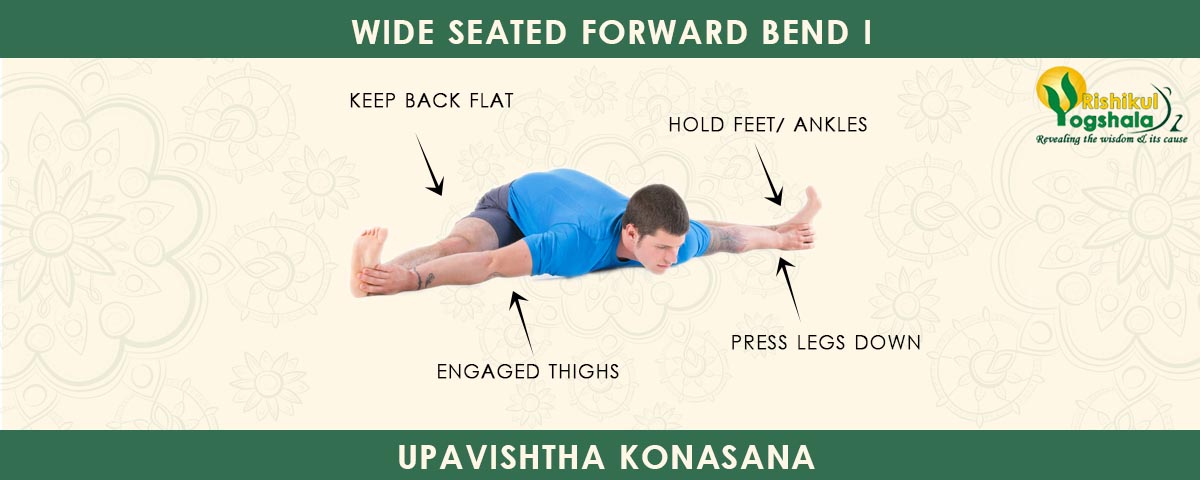 WIDE SEATED FORWARD BEND I
KEEP BACK FLAT
HOLD FEET/ ANKLES
Rishikul
Yogshala
Revealing the wisdom & its cause
PRESS LEGS DOWN
ENGAGED THIGHS
UPAVISHTHA KONASANA